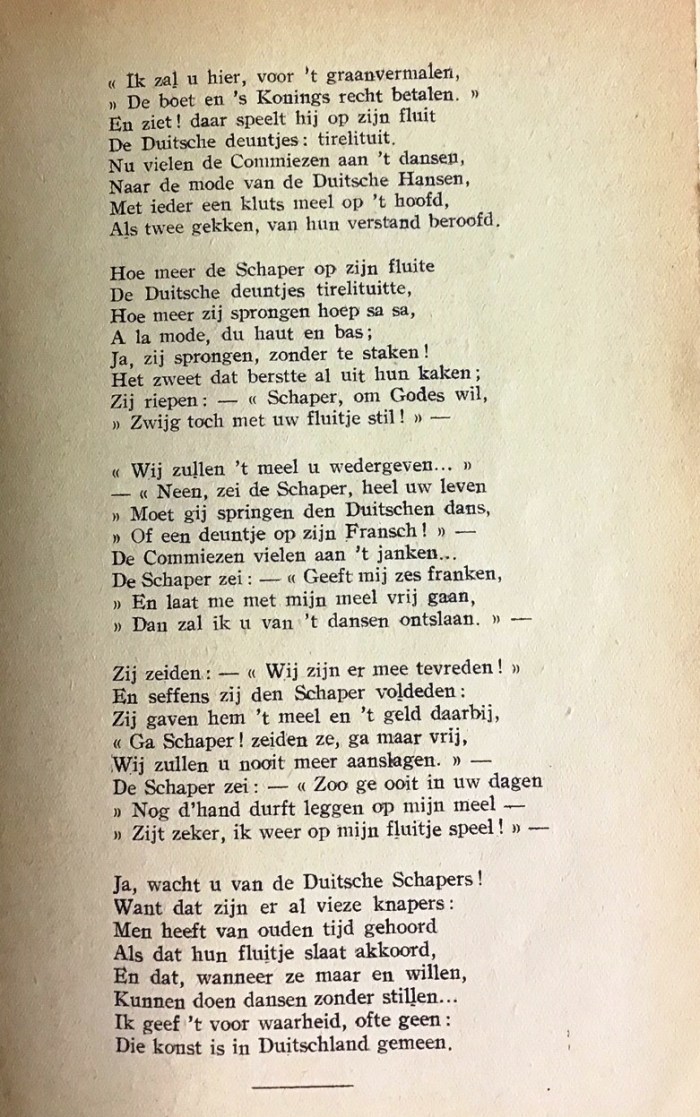 « Ik zal u hier, voor 't graanvermalen,
» De boet en 's Konings recht betalen. »
En ziet! daar speelt hij op zijn fluit
De Duitsche deuntjes: tirelituit.
Nu vielen de Commiezen aan 't dansen,
Naar de mode van de Duitsche Hansen,
Met ieder een kluts meel op 't hoofd,
Als twee gekken, van hun verstand beroofd.

Hoe meer de Schaper op zijn fluite
De Duitsche deuntjes tirelituitte,
Hoe meer zij sprongen hoep sa sa,
A la mode, du haut en bas;
Ja, zij sprongen, zonder te staken!
Het zweet dat berstte al uit hun kaken;
Zij riepen: — « Schaper, om Godes wil,
» Zwijg toch met uw fluitje stil! » —

« Wij zullen 't meel u wedergeven... »
— « Neen, zei de Schaper, heel uw leven
» Moet gij springen den Duitschen dans,
» Of een deuntje op zijn Fransch! » —
De Commiezen vielen aan 't janken...
De Schaper zei: — « Geeft mij zes franken,
» En laat me met mijn meel vrij gaan,
» Dan zal ik u van 't dansen ontslaan. » —

Zij zeiden: — « Wij zijn er mee tevreden! »
En seffens zij den Schaper voldeden:
Zij gaven hem 't meel en 't geld daarbij,
« Ga Schaper! zeiden ze, ga maar vrij,
Wij zullen u nooit meer aanslagen. » —
De Schaper zei: — « Zoo ge ooit in uw dagen
» Nog d'hand durft leggen op mijn meel —
» Zijt zeker, ik weer op mijn fluitje speel! » —

Ja, wacht u van de Duitsche Schapers!
Want dat zijn er al vieze knapers:
Men heeft van ouden tijd gehoord
Als dat hun fluitje slaat akkoord,
En dat, wanneer ze maar en willen,
Kunnen doen dansen zonder stillen...
Ik geef 't voor waarheid, ofte geen:
Die konst is in Duitschland gemeen.